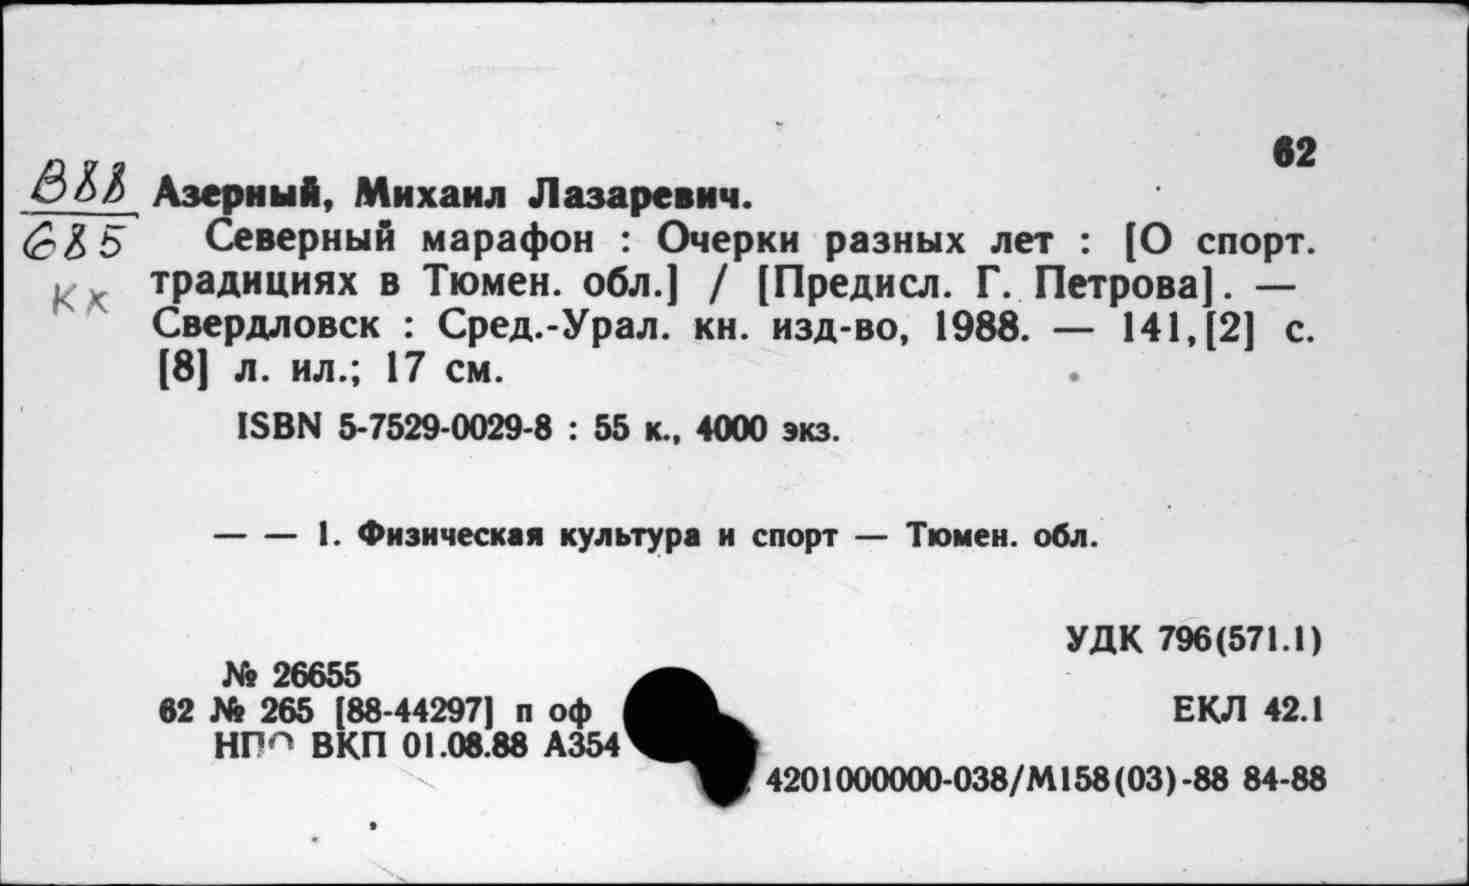 62
В88 Азерный, Михаил Лазаревич.
685 Северный марафон : Очерки разных лет : [О спорт.
кх традициях в Тюмен. обл.] / [Предисл. Г. Петрова]. —
Свердловск : Сред.-Урал. кн. изд-во, 1988. — 141,[2] с.
[8] л. ил.; 17 см.
ISBN 5-7529-0029-8 : 55 к., 4000 экз.
— — 1. Физическая культура и спорт — Тюмен. обл.
УДК 796(571.1)
№ 26655
62 № 265 [88-44297] п оф ЕКЛ 42.1
НПО ВКП 01.08.88 А354
4201000000-038/М158(03)-88 84-88